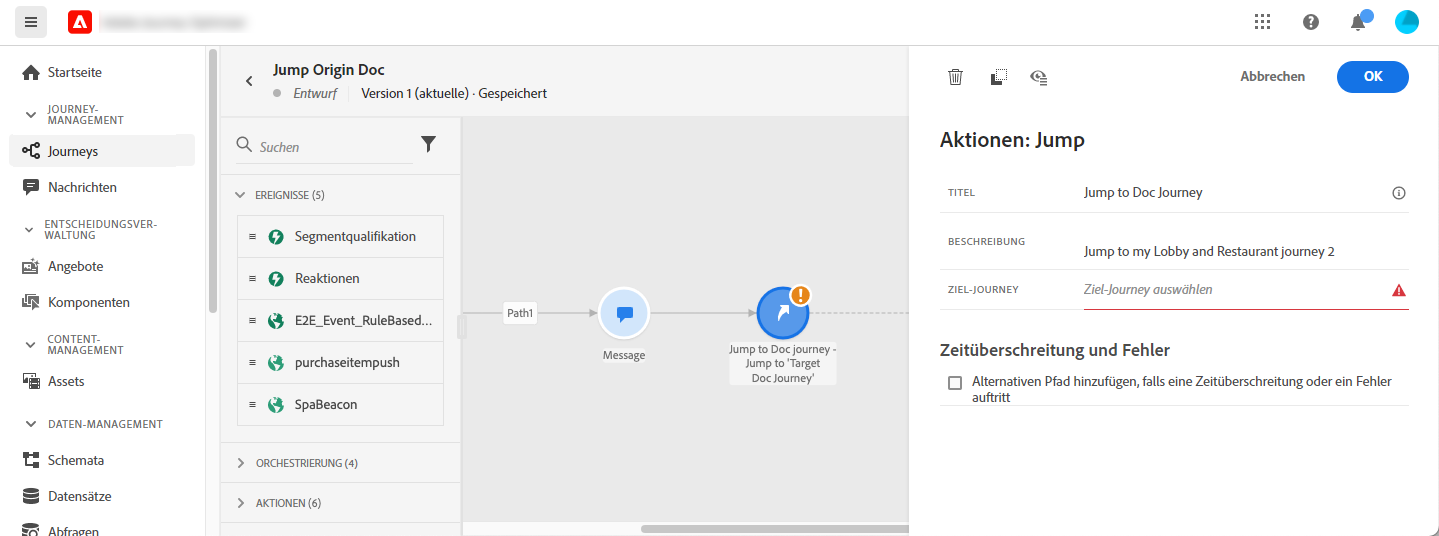 Startseite
JOURNEY-
MANAGEMENT
Journeys
Nachrichten
ENTSCHEIDUNGSVER-
WALTUNG
Angebote
Komponenten
CONTENT-
MANAGEMENT
Assets
DATEN-MANAGEMENT
Schemata
Datensätze
Abfragen
Jump Origin Doc
Entwurf Version 1 (aktuelle) · Gespeichert
Suchen
EREIGNISSE (5)
Segmentqualifikation
Reaktionen
E2E_Event_RuleBased...
purchaseitempush
SpaBeacon
ORCHESTRIERUNG (4)
AKTIONEN (6)
Path1
Message
Jump to Doc journey -
Jump to 'Target
Doc Journey'
Abbrechen
OK
Aktionen: Jump
TITEL Jump to Doc Journey
BESCHREIBUNG Jump to my Lobby and Restaurant journey 2
ZIEL-JOURNEY Ziel-Journey auswählen
Zeitüberschreitung und Fehler
Alternativen Pfad hinzufügen, falls eine Zeitüberschreitung oder ein Fehler
auftritt